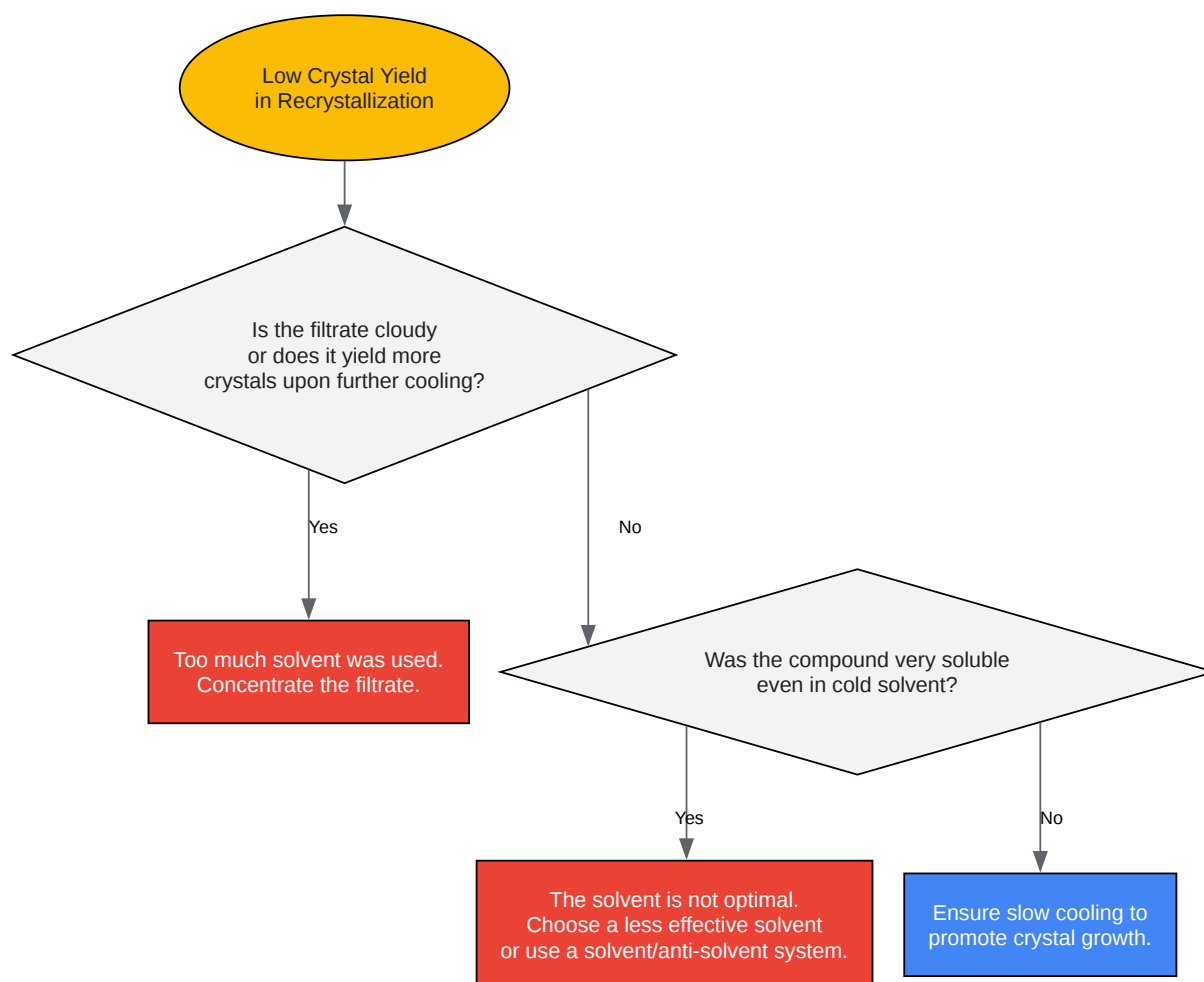 Low Crystal Yield
in Recrystallization
Is the filtrate cloudy
or does it yield more
crystals upon further cooling?
Yes
No
Too much solvent was used.
Concentrate the filtrate.
Was the compound very soluble
even in cold solvent?
Yes
No
The solvent is not optimal.
Choose a less effective solvent
or use a solvent/anti-solvent system.
Ensure slow cooling to
promote crystal growth.